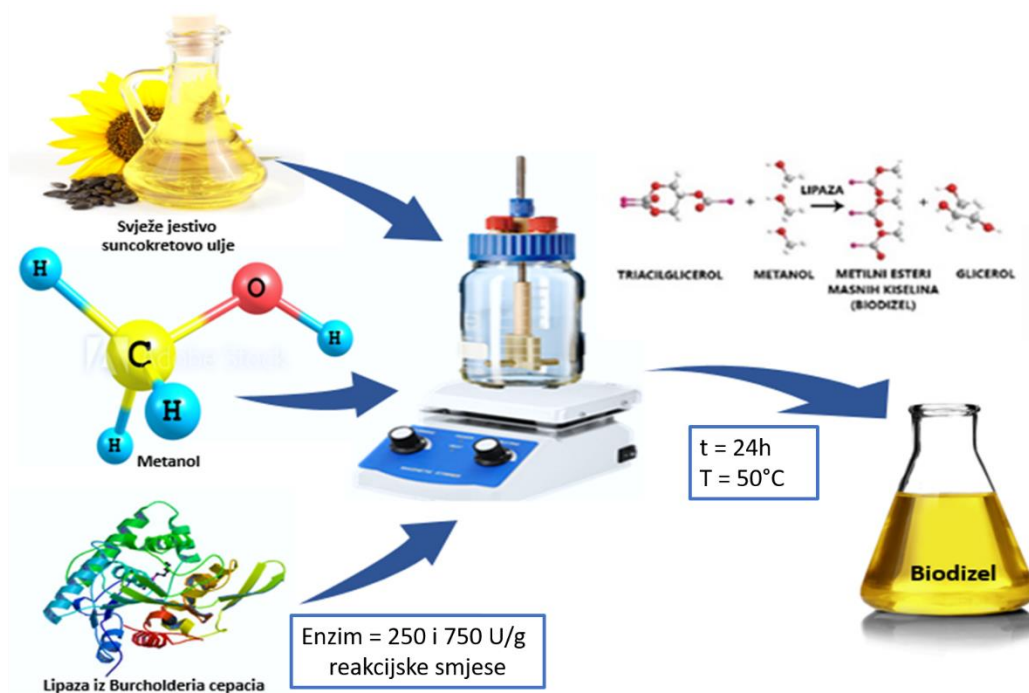 Svježe jestivo
suncokretovo ulje
H
O
H
C
H
H
Metanol
Lipaza iz Burcholderia cepacia
Enzim = 250 i 750 U/g
reakcijske smjese
LIPAZA
+
+
TRIACILGLICEROL
METANOL
METILNI ESTERI
MASNIH KISELINA
(BIODIZEL)
GLICEROL
t = 24h
T = 50°C
Biodizel